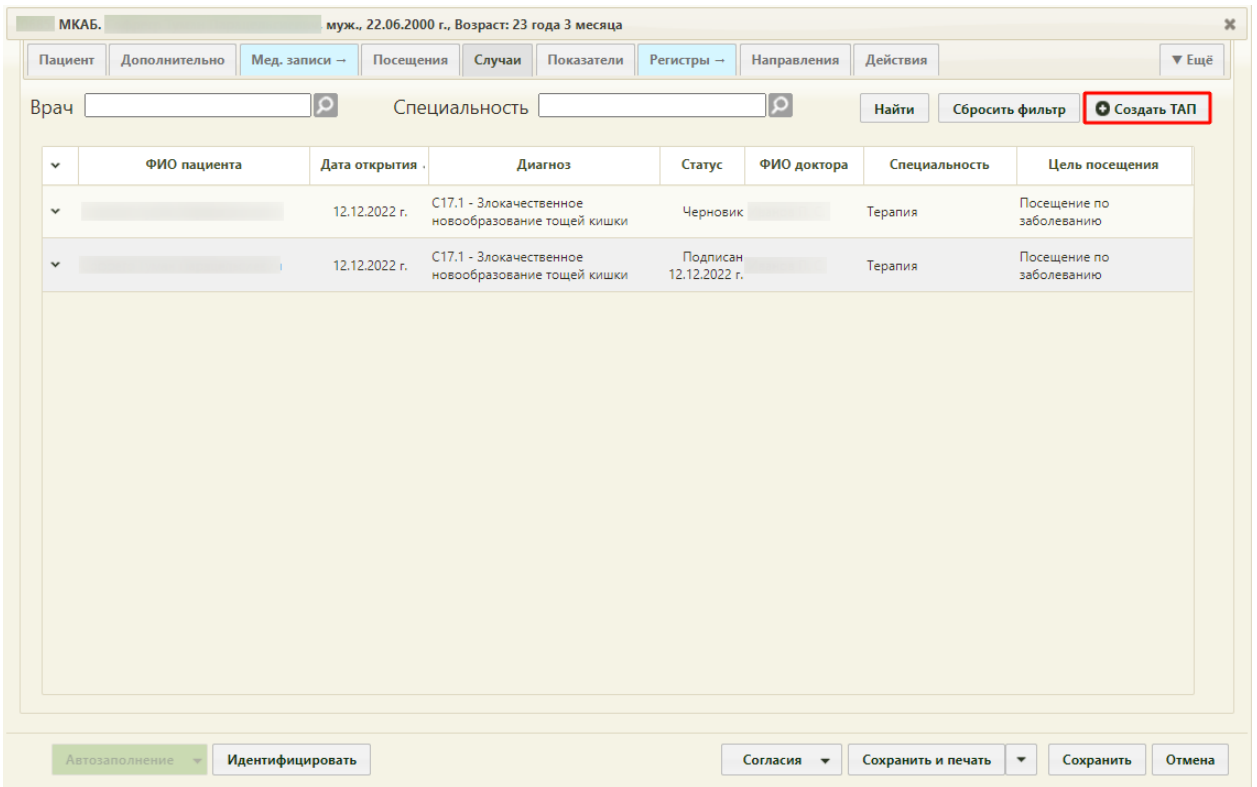 МКАБ. муж., 22.06.2000 г., Возраст: 23 года 3 месяца
Пациент Дополнительно Мед. записи → Посещения Случаи Показатели Регистры → Направления Действия ▼ Ещё
Врач Специальность Найти Сбросить фильтр Создать ТАП
ФИО пациента Дата открытия Диагноз Статус ФИО доктора Специальность Цель посещения
12.12.2022 г. C17.1 - Злокачественное новообразование тощей кишки Черновик Терапия Посещение по заболеванию
12.12.2022 г. C17.1 - Злокачественное новообразование тощей кишки Подписан 12.12.2022 г. Терапия Посещение по заболеванию
Автозаполнение Идентифицировать Согласия Сохранить и печать Сохранить Отмена